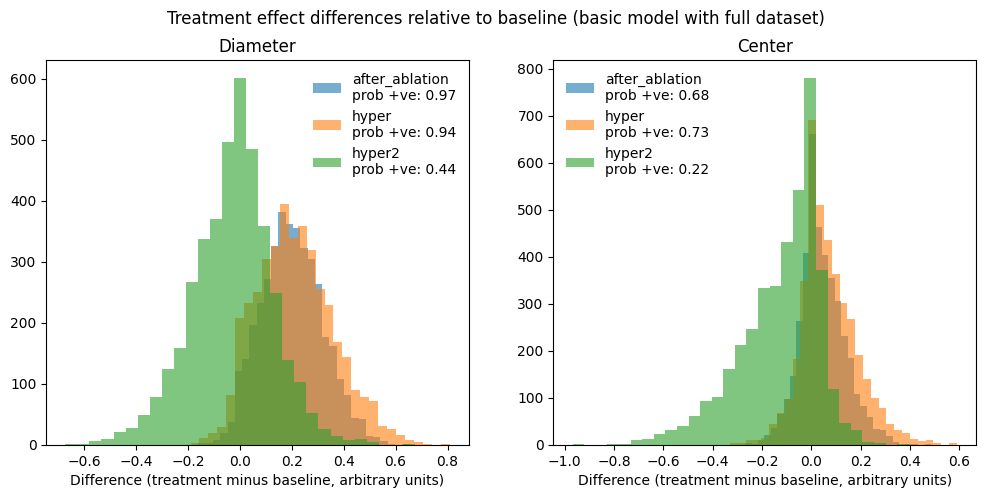 Treatment effect differences relative to baseline (basic model with full dataset)
Diameter
after_ablation
prob +ve: 0.97
hyper
prob +ve: 0.94
hyper2
prob +ve: 0.44
600
500
400
300
200
100
0
−0.6
−0.4
−0.2
0.0
0.2
0.4
0.6
0.8
Difference (treatment minus baseline, arbitrary units)
Center
after_ablation
prob +ve: 0.68
hyper
prob +ve: 0.73
hyper2
prob +ve: 0.22
800
700
600
500
400
300
200
100
0
−1.0
−0.8
−0.6
−0.4
−0.2
0.0
0.2
0.4
0.6
Difference (treatment minus baseline, arbitrary units)